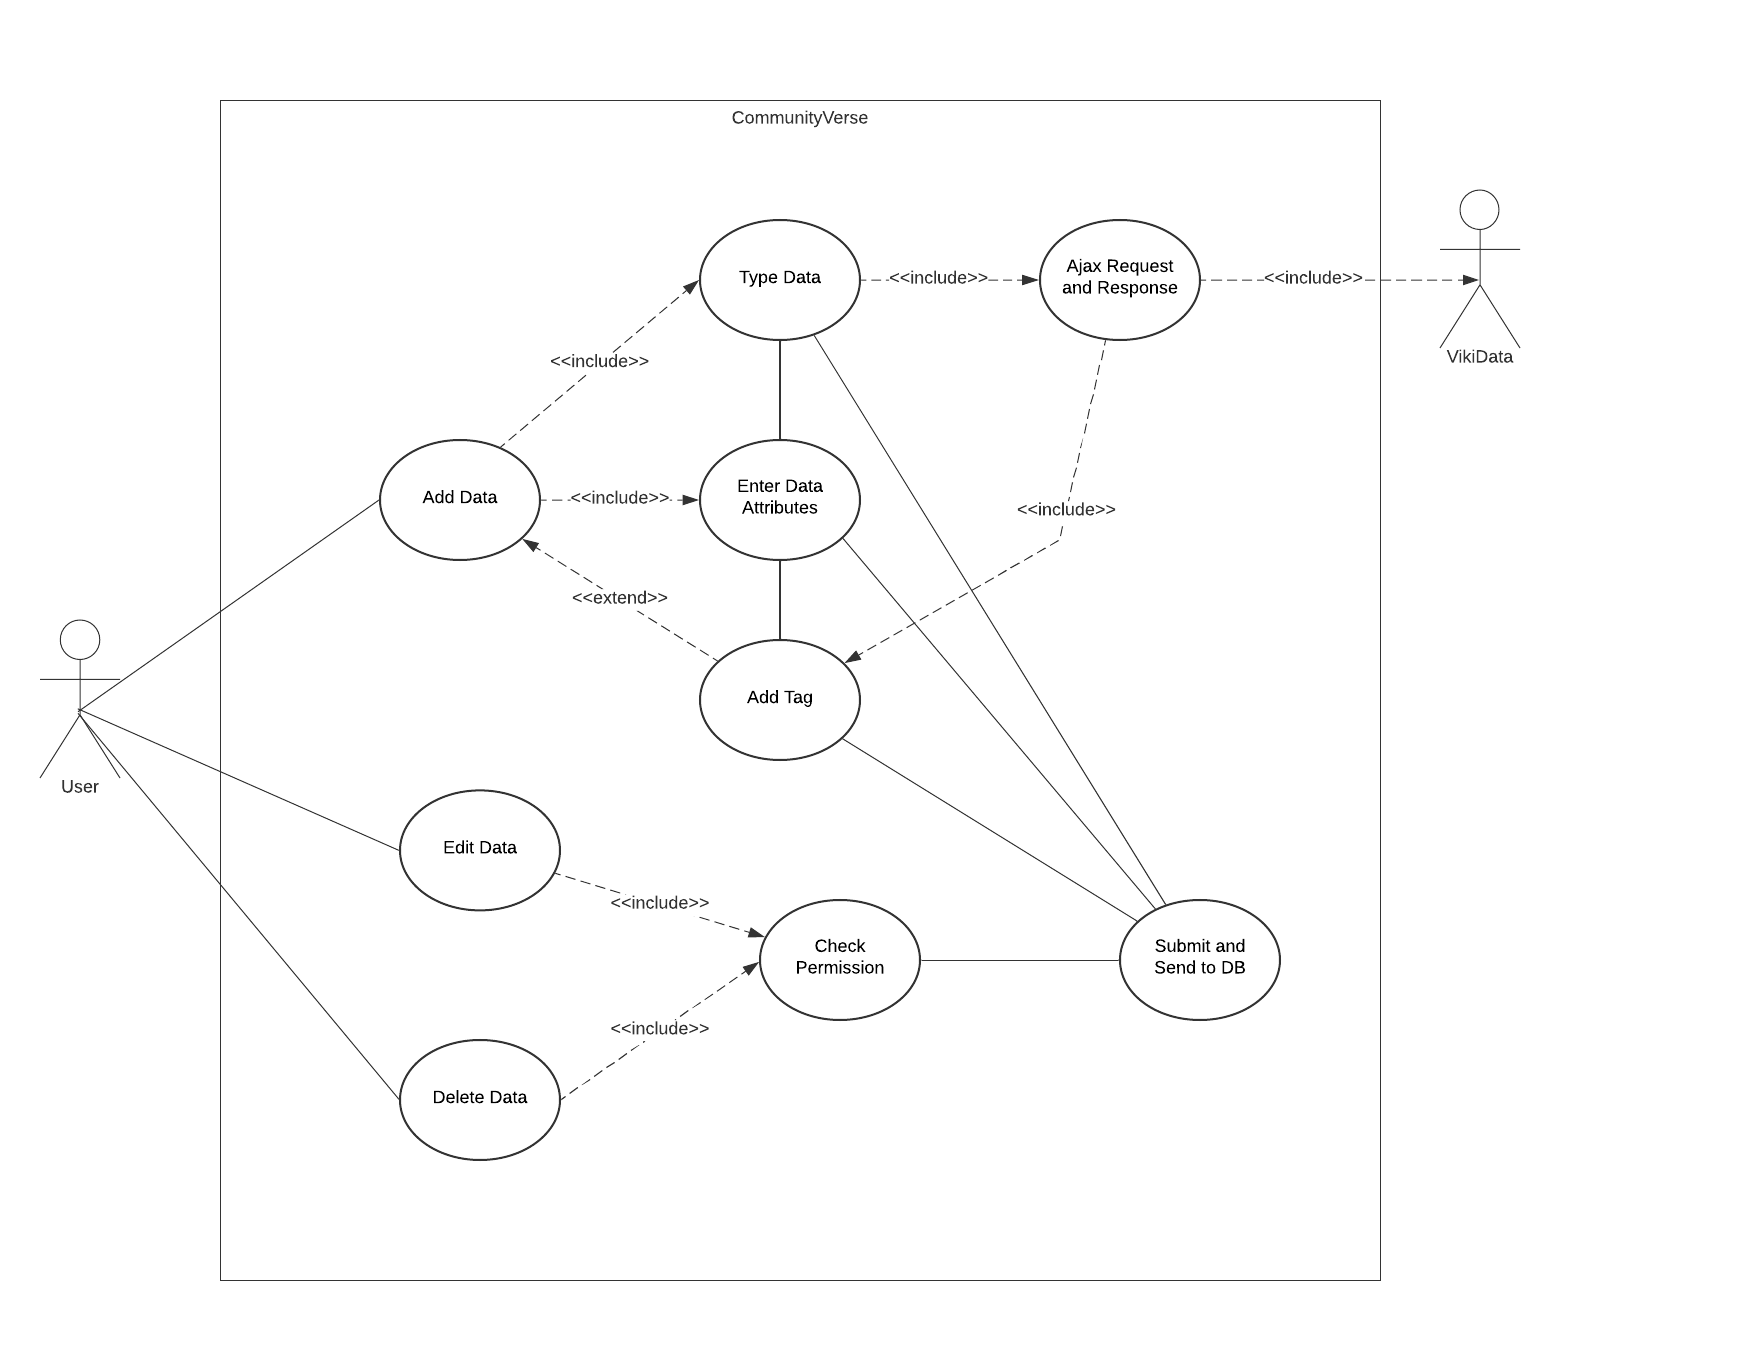 CommunityVerse
Type Data
<<include>>
Ajax Request
and Response
<<include>>
VikiData
<<include>>
Add Data
<<include>>
Enter Data
Attributes
<<include>>
<<extend>>
Add Tag
User
Edit Data
<<include>>
Check
Permission
Submit and
Send to DB
<<include>>
Delete Data